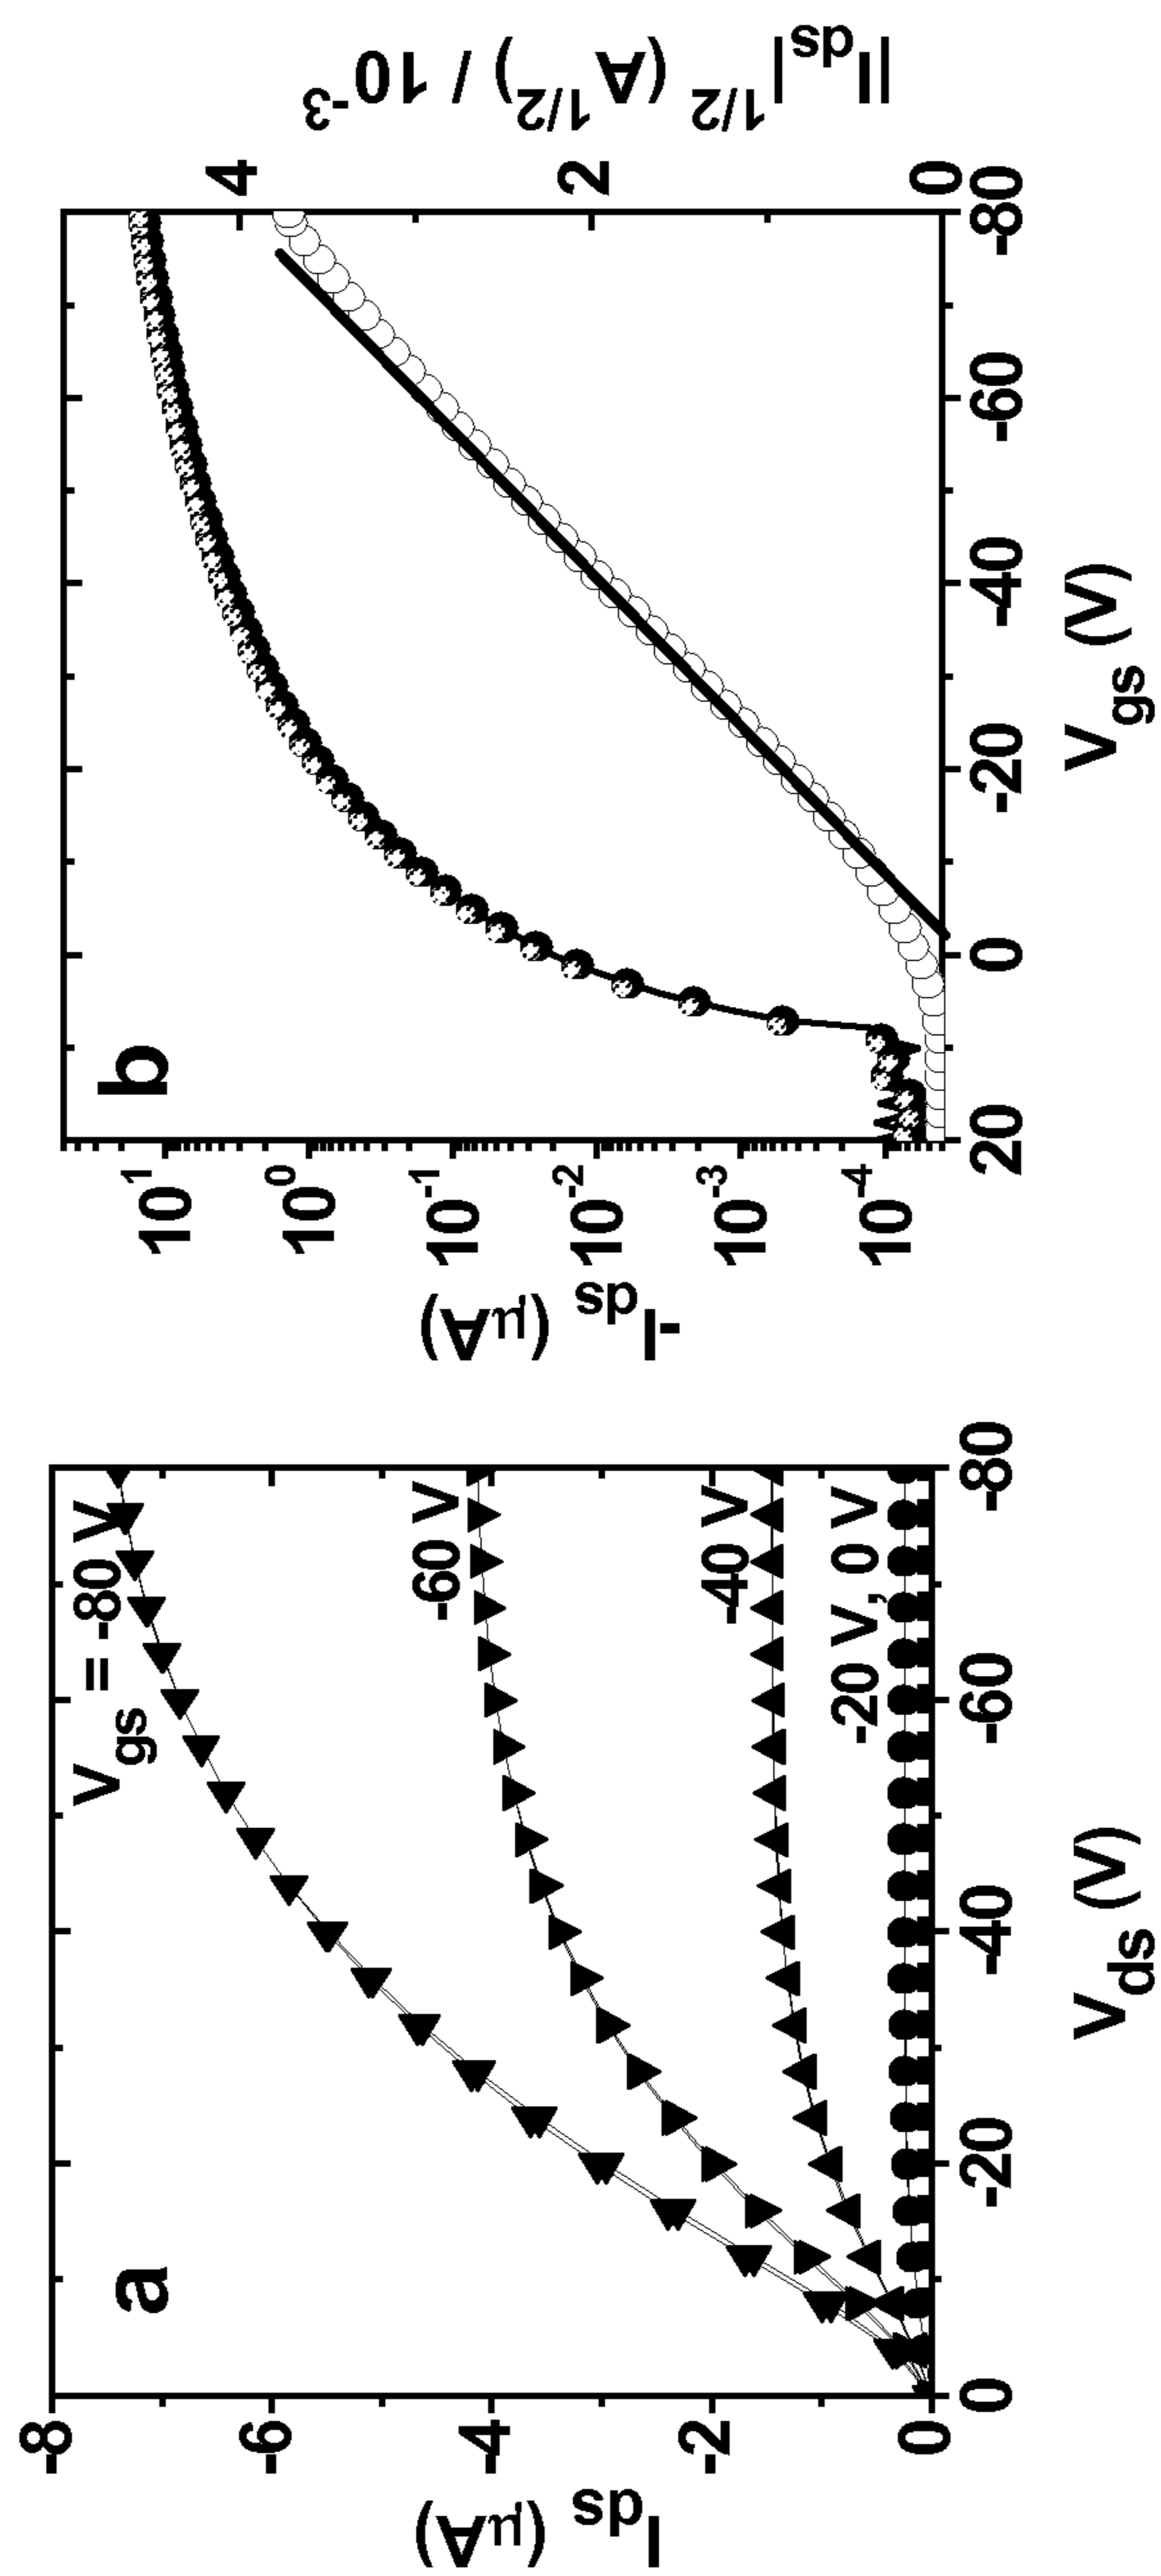 a
I_ds (μA)
-8
-6
-4
-2
0
V_gs = -80 V
-60 V
-40 V
-20 V, 0 V
0
-20
-40
-60
-80
V_ds (V)
b
-I_ds (μA)
10^1
10^0
10^-1
10^-2
10^-3
10^-4
20
0
-20
-40
-60
-80
V_gs (V)
4
2
0
|I_ds|^1/2 (A^1/2) / 10^-3